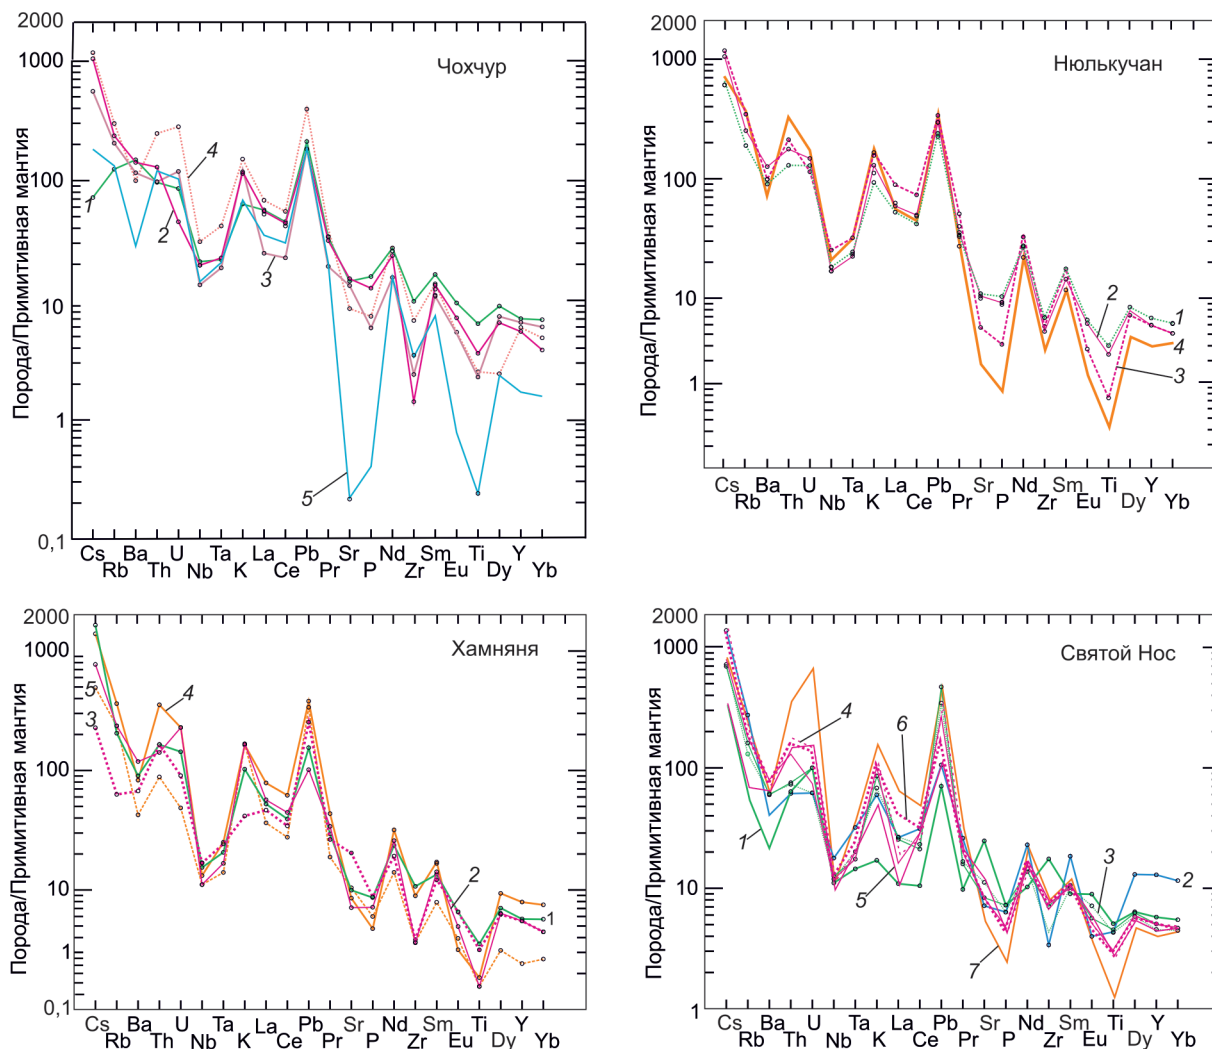 2000
1000
100
10
1
0,1
Порода/Примитивная мантия
Чохчур
1
2
3
4
5
Cs Ba U Ta La Pb Sr Nd Sm Ti Y
Rb Th Nb K Ce Pr P Zr Eu Dy Yb
2000
1000
100
10
1
Порода/Примитивная мантия
Нюлькучан
1
2
3
4
Cs Ba U Ta La Pb Sr Nd Sm Ti Y
Rb Th Nb K Ce Pr P Zr Eu Dy Yb
2000
1000
100
10
1
0,1
Порода/Примитивная мантия
Хамняня
5
3
4
2
1
Cs Ba U Ta La Pb Sr Nd Sm Ti Y
Rb Th Nb K Ce Pr P Zr Eu Dy Yb
2000
1000
100
10
1
Порода/Примитивная мантия
Святой Нос
4
6
1
5
3
2
7
Cs Ba U Ta La Pb Sr Nd Sm Ti Y
Rb Th Nb K Ce Pr P Zr Eu Dy Yb